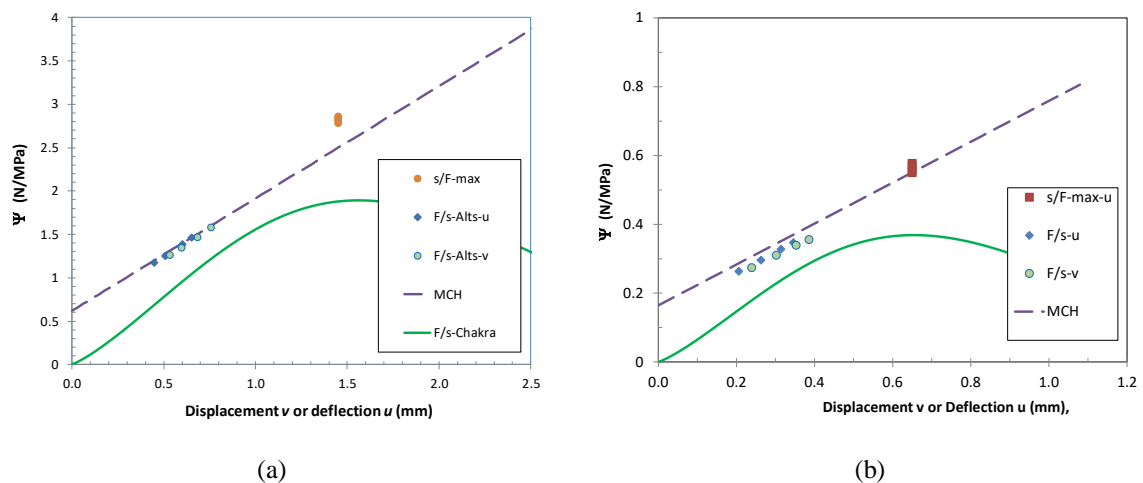 4
3.5
3
2.5
2
1.5
1
0.5
0
Ψ (N/MPa)
0.0 0.5 1.0 1.5 2.0 2.5
Displacement v or deflection u (mm)
s/F-max
F/s-Alts-u
F/s-Alts-v
MCH
F/s-Chakra
(a)
1
0.8
0.6
0.4
0.2
0
Ψ (N/MPa)
0.0 0.2 0.4 0.6 0.8 1.0 1.2
Displacement v or Deflection u (mm),
s/F-max-u
F/s-u
F/s-v
MCH
(b)